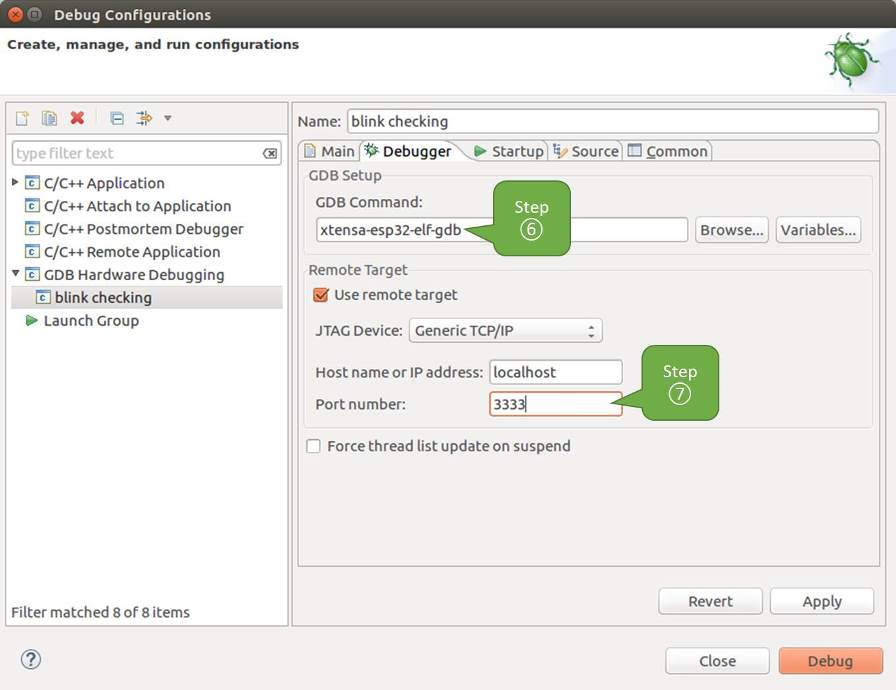 Debug Configurations
Create, manage, and run configurations
type filter text
C/C++ Application
C/C++ Attach to Application
C/C++ Postmortem Debugger
C/C++ Remote Application
GDB Hardware Debugging
blink checking
Launch Group
Filter matched 8 of 8 items
Name: blink checking
Main Debugger Startup Source Common
GDB Setup
GDB Command:
xtensa-esp32-elf-gdb Browse... Variables...
Step
⑥
Remote Target
Use remote target
JTAG Device: Generic TCP/IP
Host name or IP address: localhost
Port number: 3333
Step
⑦
Force thread list update on suspend
Revert Apply
Close Debug